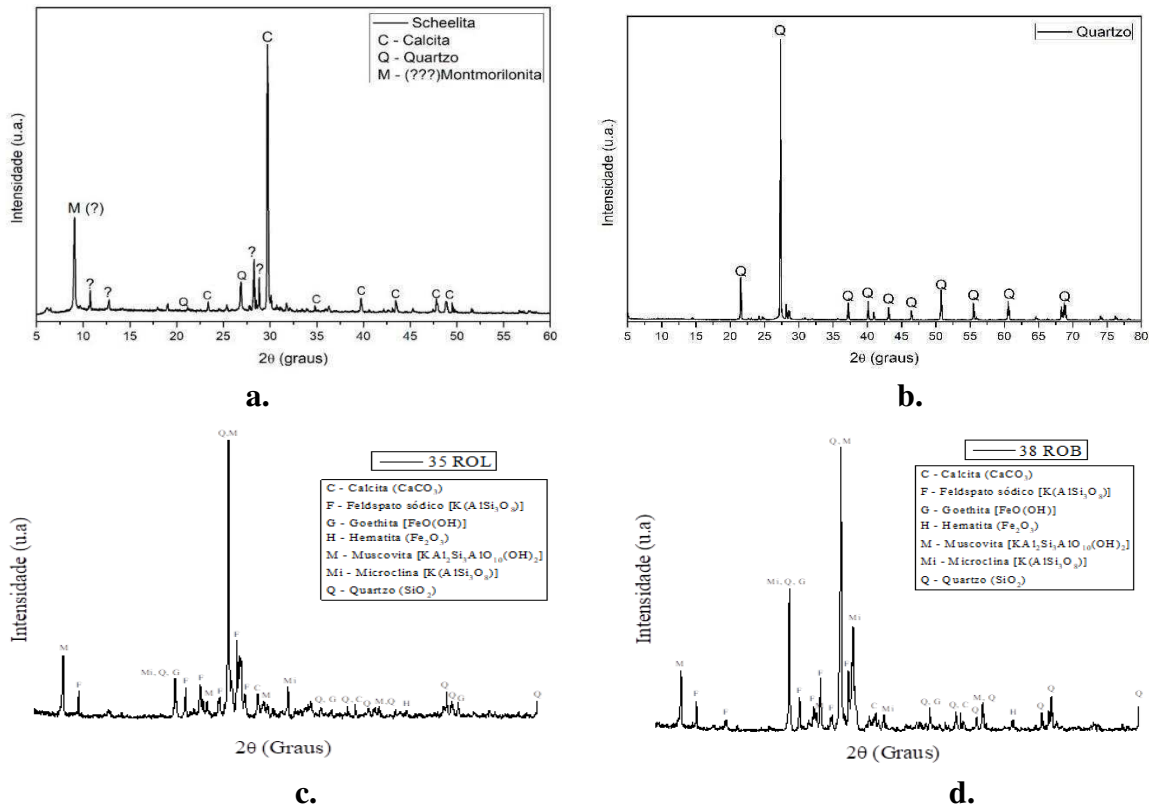 Scheelita
C - Calcita
Q - Quartzo
M - (???)Montmorilonita
C
M (?)
?
?
Q
C
Q
?
?
C
C
C
C
C
Intensidade (u.a.)
5 10 15 20 25 30 35 40 45 50 55 60
2θ (graus)
a.
Quartzo
Q
Q
Q
Q
Q
Q
Q
Q
Q
Q
Intensidade (u.a.)
5 10 15 20 25 30 35 40 45 50 55 60 65 70 75 80
2θ (graus)
b.
35 ROL
C - Calcita (CaCO₃)
F - Feldspato sódico [K(AlSi₃O₈)]
G - Goethita [FeO(OH)]
H - Hematita (Fe₂O₃)
M - Muscovita [KAl₂Si₃AlO₁₀(OH)₂]
Mi - Microclina [K(AlSi₃O₈)]
Q - Quartzo (SiO₂)
Q, M
M
F
Mi, Q, G
F
F
M
F
F
F
C
M
Mi
Q, G
Q, C
Q
M, Q
H
Q
Q
G
Q
Intensidade (u.a)
2θ (Graus)
c.
38 ROB
C - Calcita (CaCO₃)
F - Feldspato sódico [K(AlSi₃O₈)]
G - Goethita [FeO(OH)]
H - Hematita (Fe₂O₃)
M - Muscovita [KAl₂Si₃AlO₁₀(OH)₂]
Mi - Microclina [K(AlSi₃O₈)]
Q - Quartzo (SiO₂)
Q, M
Mi, Q, G
M
F
F
F
F
F
F
F
Mi
C
Mi
Q, G
Q, C
Q
M, Q
H
Q
Q
Q
Intensidade (u.a)
2θ (Graus)
d.